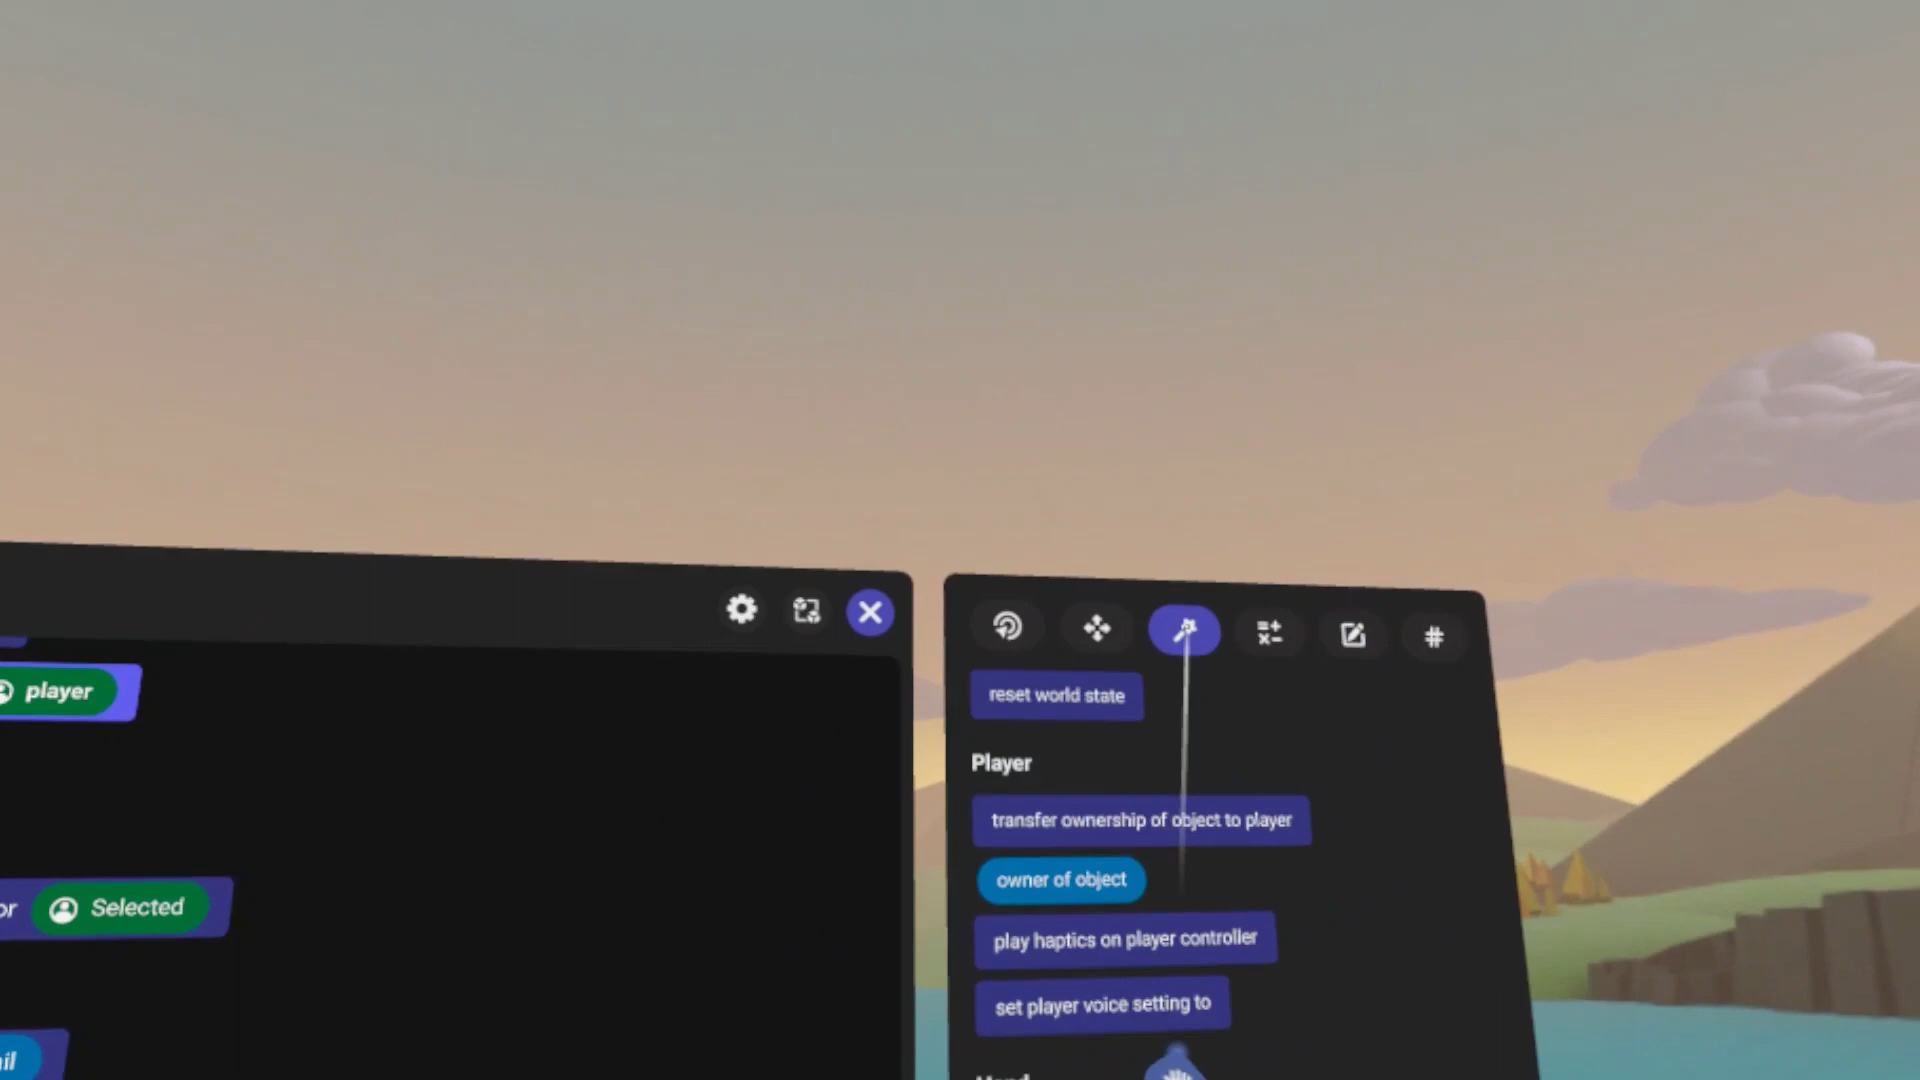 player
or Selected
il
reset world state
Player
transfer ownership of object to player
owner of object
play haptics on player controller
set player voice setting to